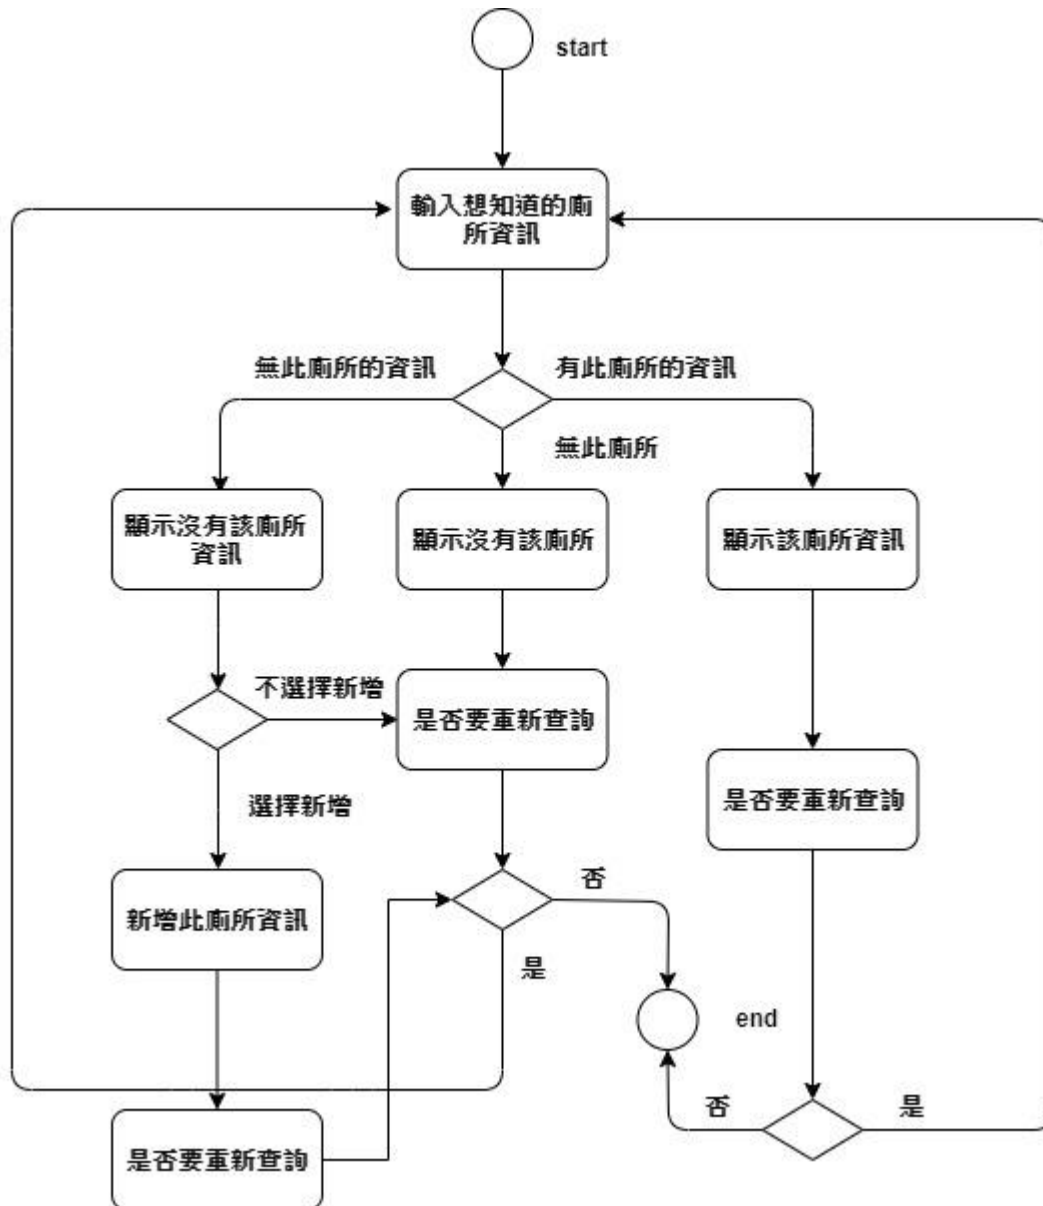 start
輸入想知道的廁
所資訊
無此廁所的資訊
有此廁所的資訊
無此廁所
顯示沒有該廁所
資訊
顯示沒有該廁所
顯示該廁所資訊
不選擇新增
是否要重新查詢
選擇新增
是否要重新查詢
否
新增此廁所資訊
是
end
否
是
是否要重新查詢